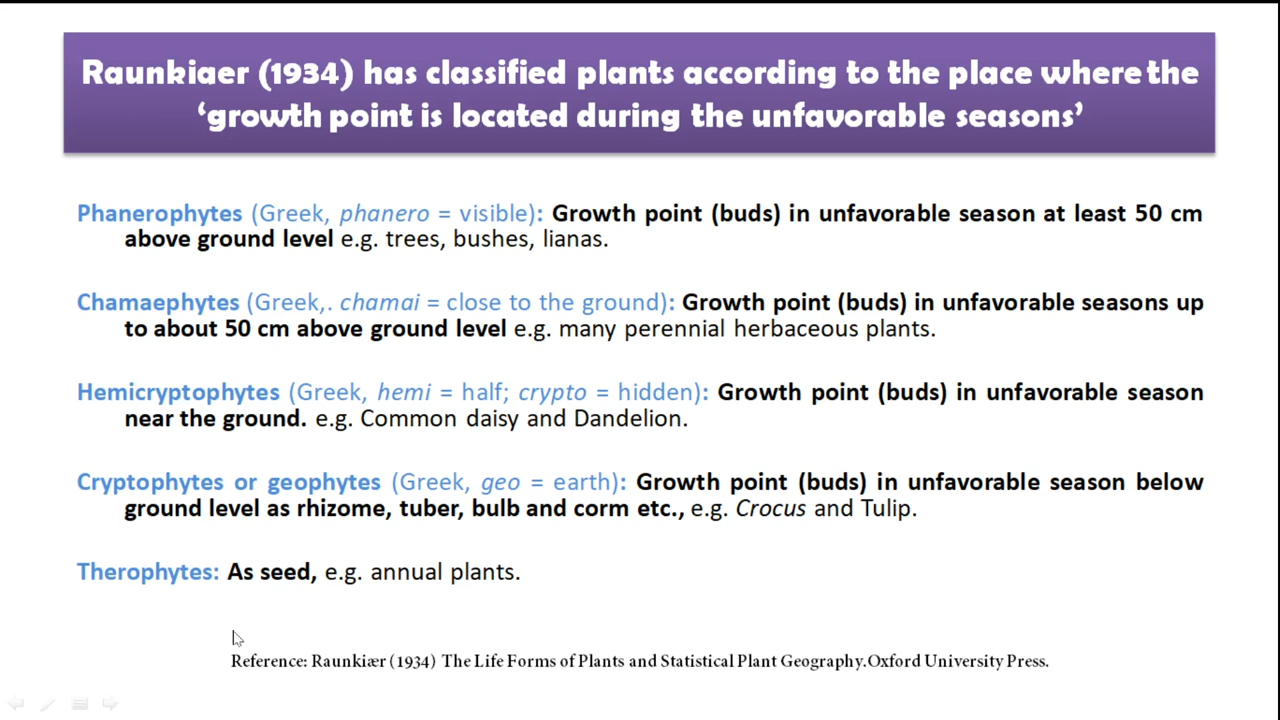 Raunkiaer (1934) has classified plants according to the place where the
‘growth point is located during the unfavorable seasons’
Phanerophytes (Greek, phanero = visible): Growth point (buds) in unfavorable season at least 50 cm
above ground level e.g. trees, bushes, lianas.
Chamaephytes (Greek,. chamai = close to the ground): Growth point (buds) in unfavorable seasons up
to about 50 cm above ground level e.g. many perennial herbaceous plants.
Hemicryptophytes (Greek, hemi = half; crypto = hidden): Growth point (buds) in unfavorable season
near the ground. e.g. Common daisy and Dandelion.
Cryptophytes or geophytes (Greek, geo = earth): Growth point (buds) in unfavorable season below
ground level as rhizome, tuber, bulb and corm etc., e.g. Crocus and Tulip.
Therophytes: As seed, e.g. annual plants.
Reference: Raunkiær (1934) The Life Forms of Plants and Statistical Plant Geography.Oxford University Press.